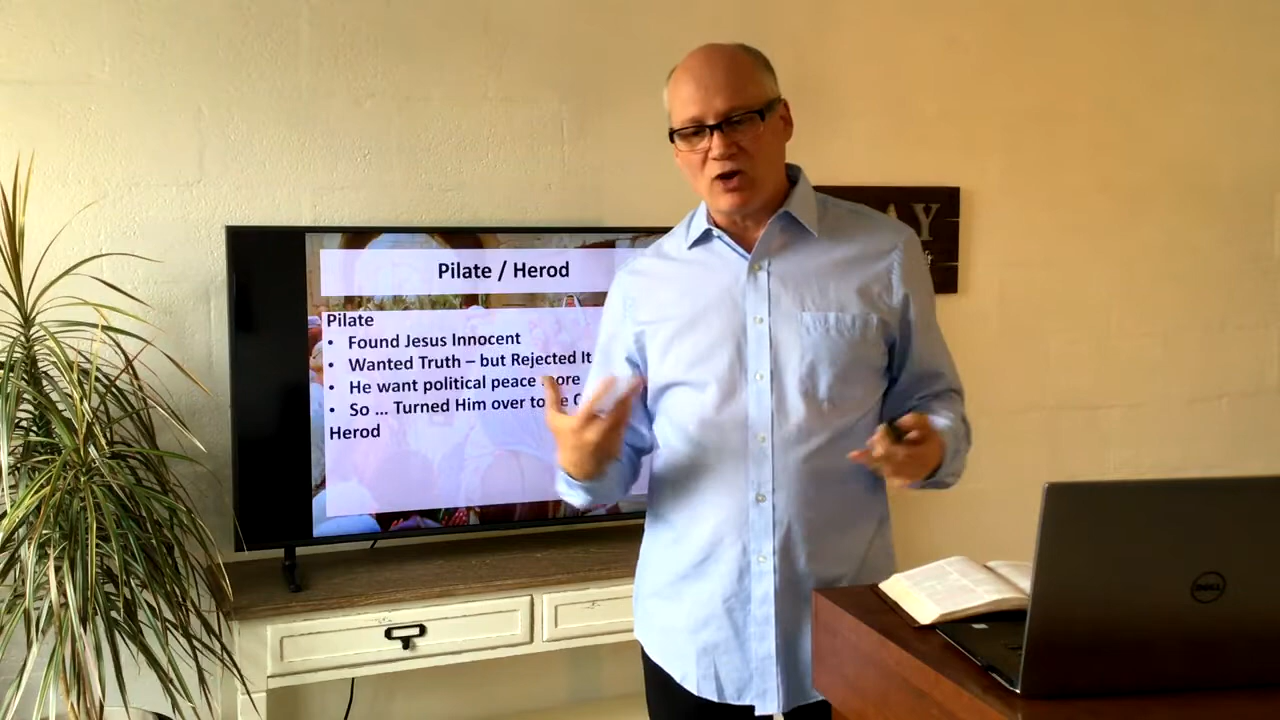 Pilate / Herod
Pilate
• Found Jesus Innocent
• Wanted Truth – but Rejected It
• He want political peace
• So ... Turned Him over to
Herod
AY
DELL